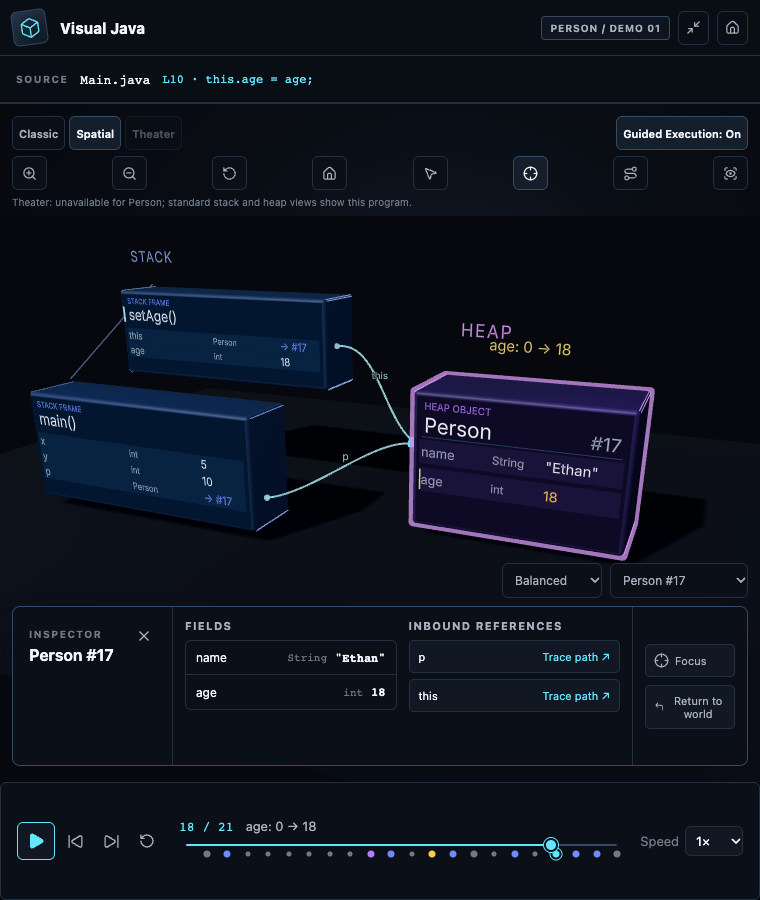 Visual Java
PERSON / DEMO 01
SOURCE Main.java L10 · this.age = age;
Classic Spatial Theater Guided Execution: On
Theater: unavailable for Person; standard stack and heap views show this program.
STACK
STACK FRAME
setAge()
this Person → #17
age int 18
this
STACK FRAME
main()
x int 5
y int 10
p Person → #17
p
HEAP
age: 0 → 18
HEAP OBJECT
Person #17
name String "Ethan"
age int 18
Balanced Person #17
INSPECTOR
Person #17
FIELDS
name String "Ethan"
age int 18
INBOUND REFERENCES
p Trace path ↗
this Trace path ↗
Focus
Return to
world
18 / 21 age: 0 → 18
Speed 1×